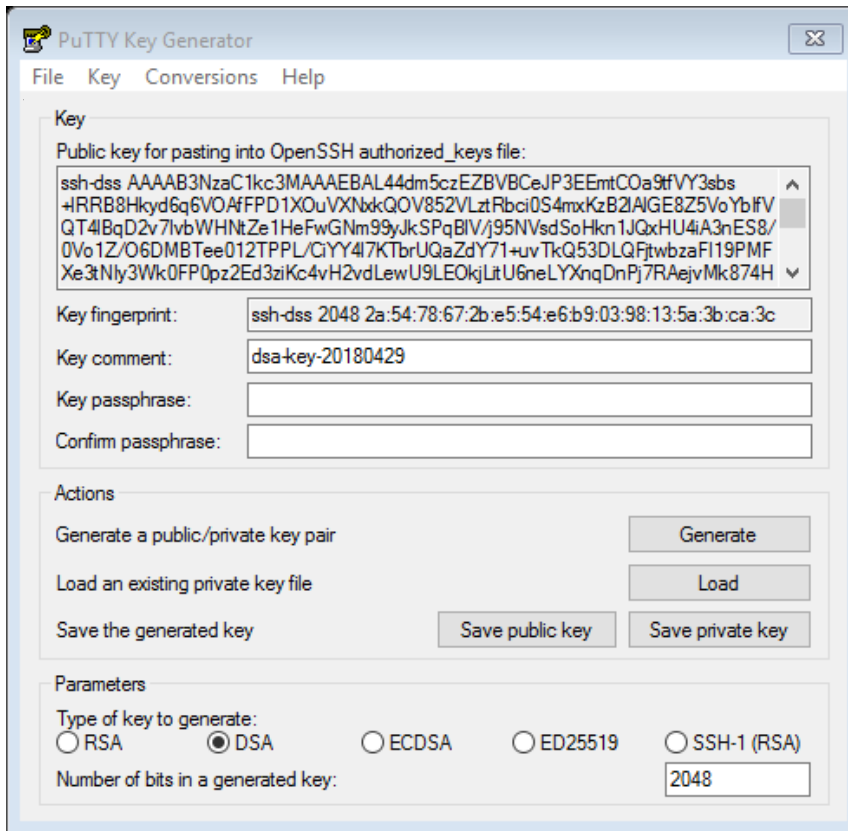 PuTTY Key Generator
File Key Conversions Help
Key
Public key for pasting into OpenSSH authorized_keys file:
ssh-dss AAAAB3NzaC1kc3MAAAEBAL44dm5czEZBVBCeJP3EEmtCOa9tfVY3sbs
+IRRB8Hkyd6q6VOAfFPD1XOuVXNxkQOV852VLztRbci0S4mxKzB2IAlGE8Z5VoYbIfV
QT4IBqD2v7IvbWHNtZe1HeFwGNm99yJkSPqBlV/j95NVsdSoHkn1JQxHU4iA3nES8/
0Vo1Z/O6DMBTee012TPPL/CiYY4I7KTbrUQaZdY71+uvTkQ53DLQFjtwbzaFI19PMF
Xe3tNly3Wk0FP0pz2Ed3ziKc4vH2vdLewU9LEOkjLitU6neLYXnqDnPj7RAejvMk874H
Key fingerprint: ssh-dss 2048 2a:54:78:67:2b:e5:54:e6:b9:03:98:13:5a:3b:ca:3c
Key comment: dsa-key-20180429
Key passphrase:
Confirm passphrase:
Actions
Generate a public/private key pair Generate
Load an existing private key file Load
Save the generated key Save public key Save private key
Parameters
Type of key to generate:
RSA DSA ECDSA ED25519 SSH-1 (RSA)
Number of bits in a generated key: 2048